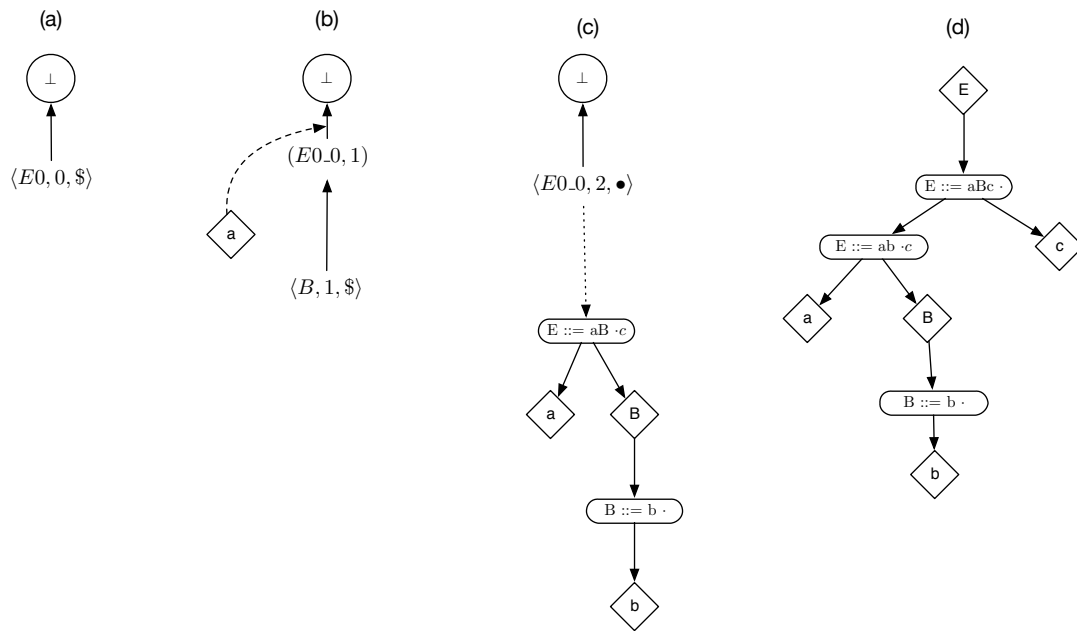 (a)
⊥
⟨E0, 0, $⟩
(b)
⊥
(E0_0, 1)
a
⟨B, 1, $⟩
(c)
⊥
⟨E0_0, 2, •⟩
E ::= aB ·c
a
B
B ::= b ·
b
(d)
E
E ::= aBc ·
E ::= ab ·c
c
a
B
B ::= b ·
b